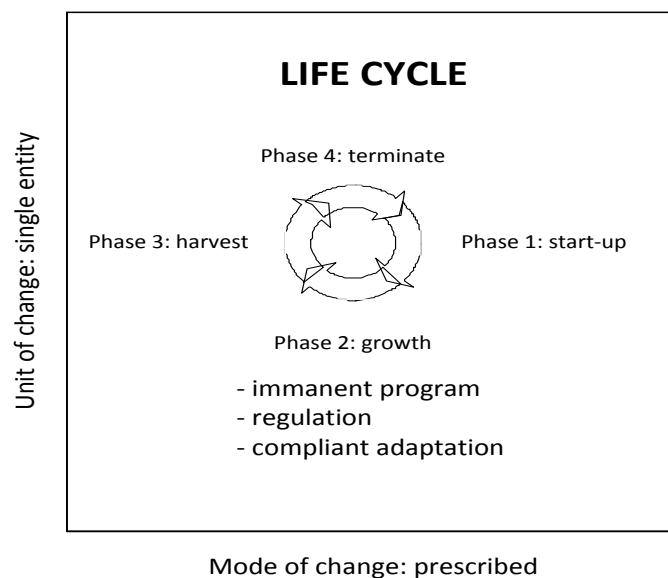 LIFE CYCLE
Unit of change: single entity
Phase 4: terminate
Phase 3: harvest
Phase 1: start-up
Phase 2: growth
- immanent program
- regulation
- compliant adaptation
Mode of change: prescribed